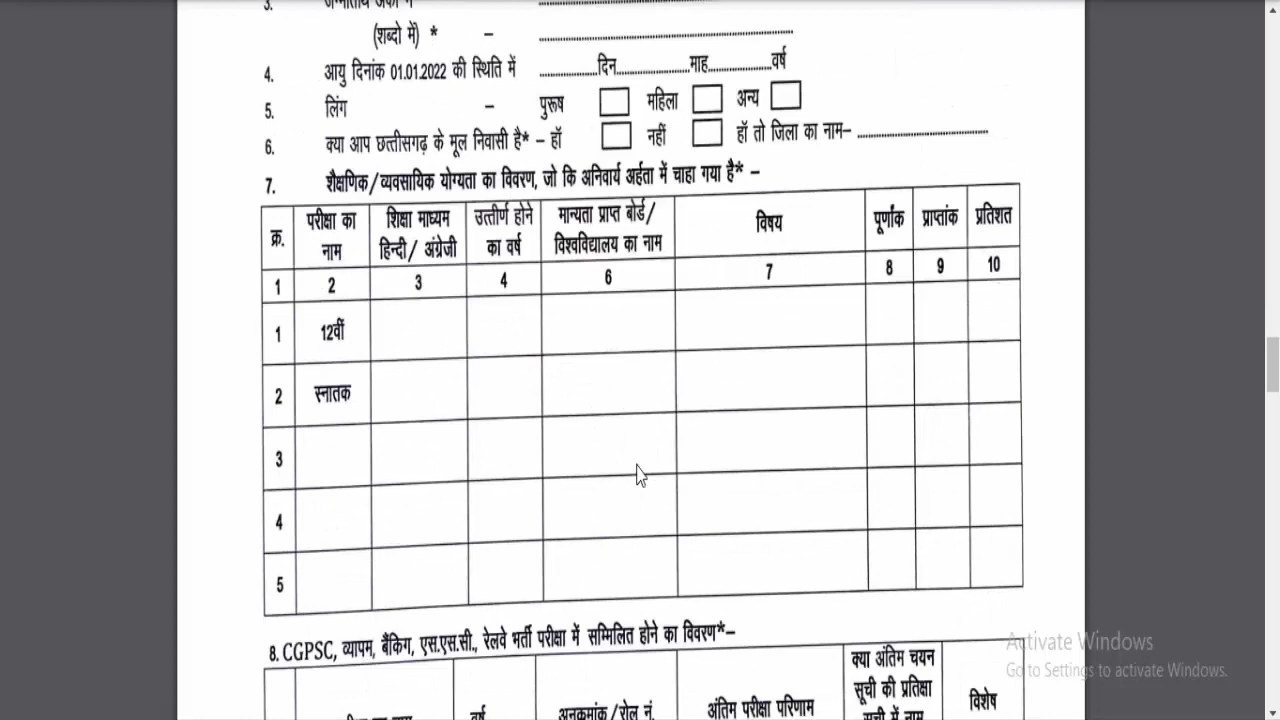 3.
(शब्दो में) * –
4. आयु दिनांक 01.01.2022 की स्थिति में ................दिन....................माह.................वर्ष
5. लिंग – पुरूष महिला अन्य
6. क्या आप छत्तीसगढ़ के मूल निवासी है* – हॉ नहीं हॉ तो जिला का नाम– ....................................
7. शैक्षणिक/व्यवसायिक योग्यता का विवरण, जो कि अनिवार्य अर्हता में चाहा गया है* –
क्र. परीक्षा का नाम शिक्षा माध्यम हिन्दी/ अंग्रेजी उत्तीर्ण होने का वर्ष मान्यता प्राप्त बोर्ड/ विश्वविद्यालय का नाम विषय पूर्णांक प्राप्तांक प्रतिशत
1 2 3 4 6 7 8 9 10
1 12वीं
2 स्नातक
3
4
5
8. CGPSC, व्यापम, बैंकिग, एस.एस.सी., रेलवे भर्ती परीक्षा में सम्मिलित होने का विवरण*–
वर्ष अनुक्रमांक/रोल नं. अंतिम परीक्षा परिणाम क्या अंतिम चयन सूची की प्रतिक्षा सूची में नाम विशेष
Activate Windows
Go to Settings to activate Windows.